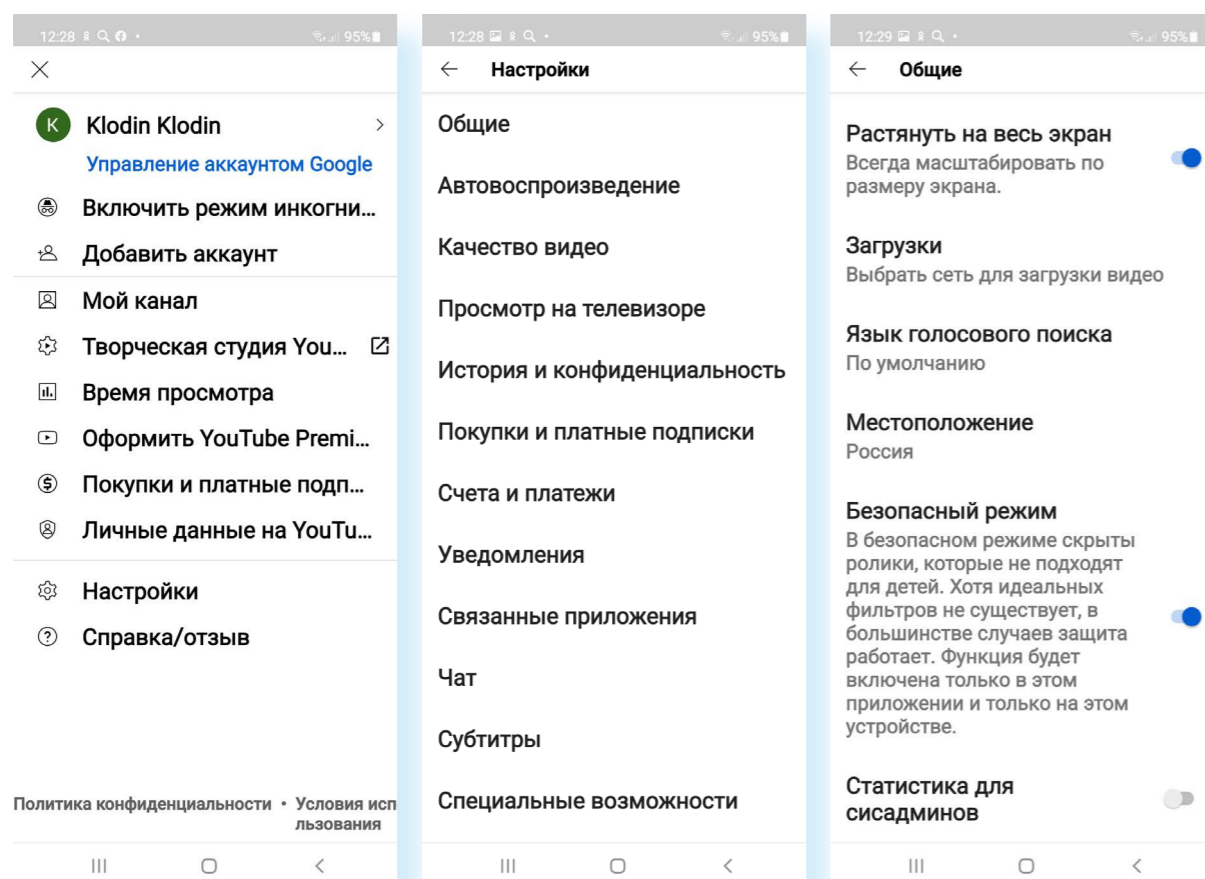 12:28
95%
Klodin Klodin
Управление аккаунтом Google
Включить режим инкогни...
Добавить аккаунт
Мой канал
Творческая студия You...
Время просмотра
Оформить YouTube Premi...
Покупки и платные подп...
Личные данные на YouTu...
Настройки
Справка/отзыв
Политика конфиденциальности • Условия исп
льзования
12:28
95%
Настройки
Общие
Автовоспроизведение
Качество видео
Просмотр на телевизоре
История и конфиденциальность
Покупки и платные подписки
Счета и платежи
Уведомления
Связанные приложения
Чат
Субтитры
Специальные возможности
12:29
95%
Общие
Растянуть на весь экран
Всегда масштабировать по
размеру экрана.
Загрузки
Выбрать сеть для загрузки видео
Язык голосового поиска
По умолчанию
Местоположение
Россия
Безопасный режим
В безопасном режиме скрыты
ролики, которые не подходят
для детей. Хотя идеальных
фильтров не существует, в
большинстве случаев защита
работает. Функция будет
включена только в этом
приложении и только на этом
устройстве.
Статистика для
сисадминов